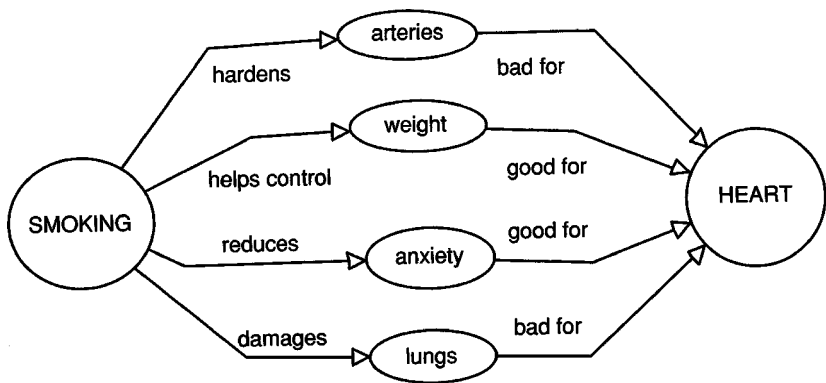 arteries
hardens
bad for
weight
helps control
good for
SMOKING
HEART
reduces
anxiety
good for
damages
lungs
bad for